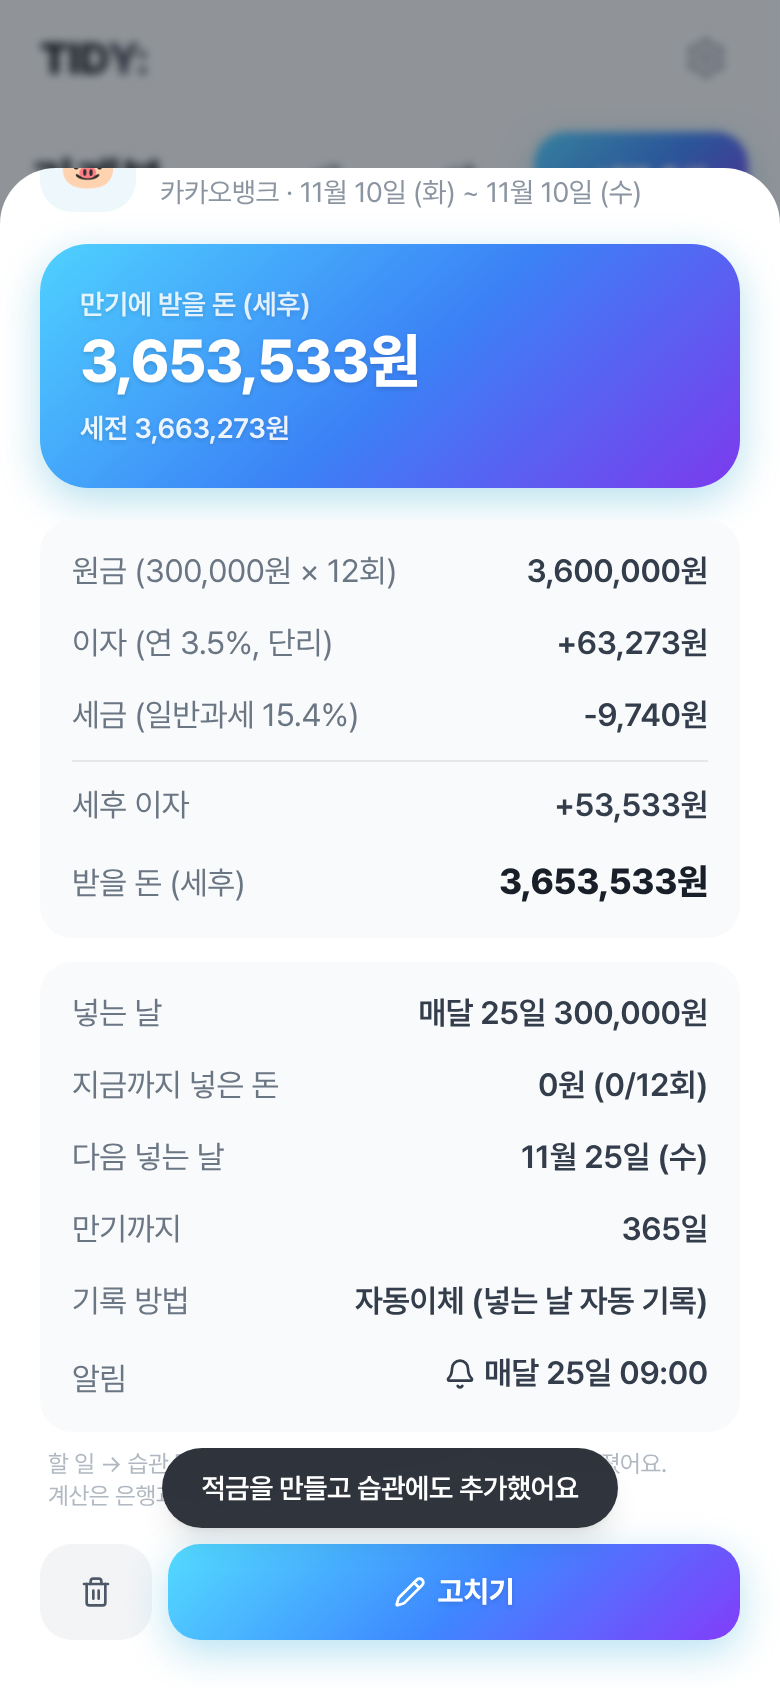 TIDY:
카카오뱅크 · 11월 10일 (화) ~ 11월 10일 (수)
만기에 받을 돈 (세후)
3,653,533원
세전 3,663,273원
원금 (300,000원 × 12회) 3,600,000원
이자 (연 3.5%, 단리) +63,273원
세금 (일반과세 15.4%) -9,740원
세후 이자 +53,533원
받을 돈 (세후) 3,653,533원
넣는 날 매달 25일 300,000원
지금까지 넣은 돈 0원 (0/12회)
다음 넣는 날 11월 25일 (수)
만기까지 365일
기록 방법 자동이체 (넣는 날 자동 기록)
알림 매달 25일 09:00
할 일 → 습관
계산은
적금을 만들고 습관에도 추가했어요
고치기